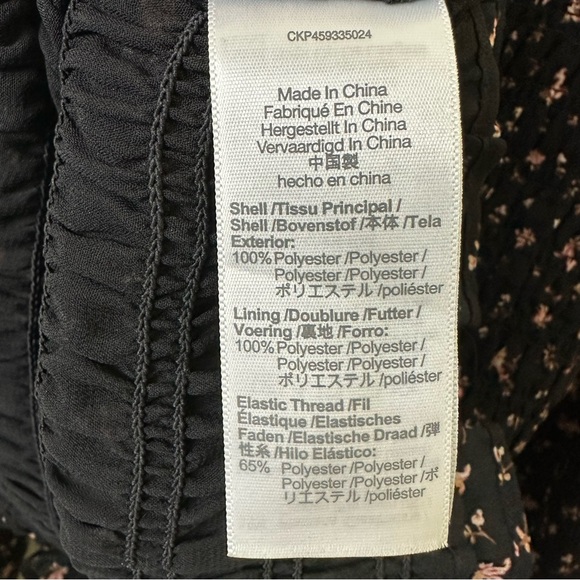 CKP459335024
Made In China
Fabriqué En Chine
Hergestellt In China
Vervaardigd In China
中国製
hecho en china
Shell /Tissu Principal /
Shell /Bovenstof /本体 /Tela
Exterior:
100% Polyester /Polyester /
Polyester /Polyester /
ポリエステル /poliéster
Lining /Doublure /Futter /
Voering /裏地 /Forro:
100% Polyester /Polyester /
Polyester /Polyester /
ポリエステル /poliéster
Elastic Thread /Fil
Élastique /Elastisches
Faden /Elastische Draad /弾
性糸 /Hilo Elástico:
65% Polyester /Polyester /
Polyester /Polyester /ポ
リエステル /poliéster